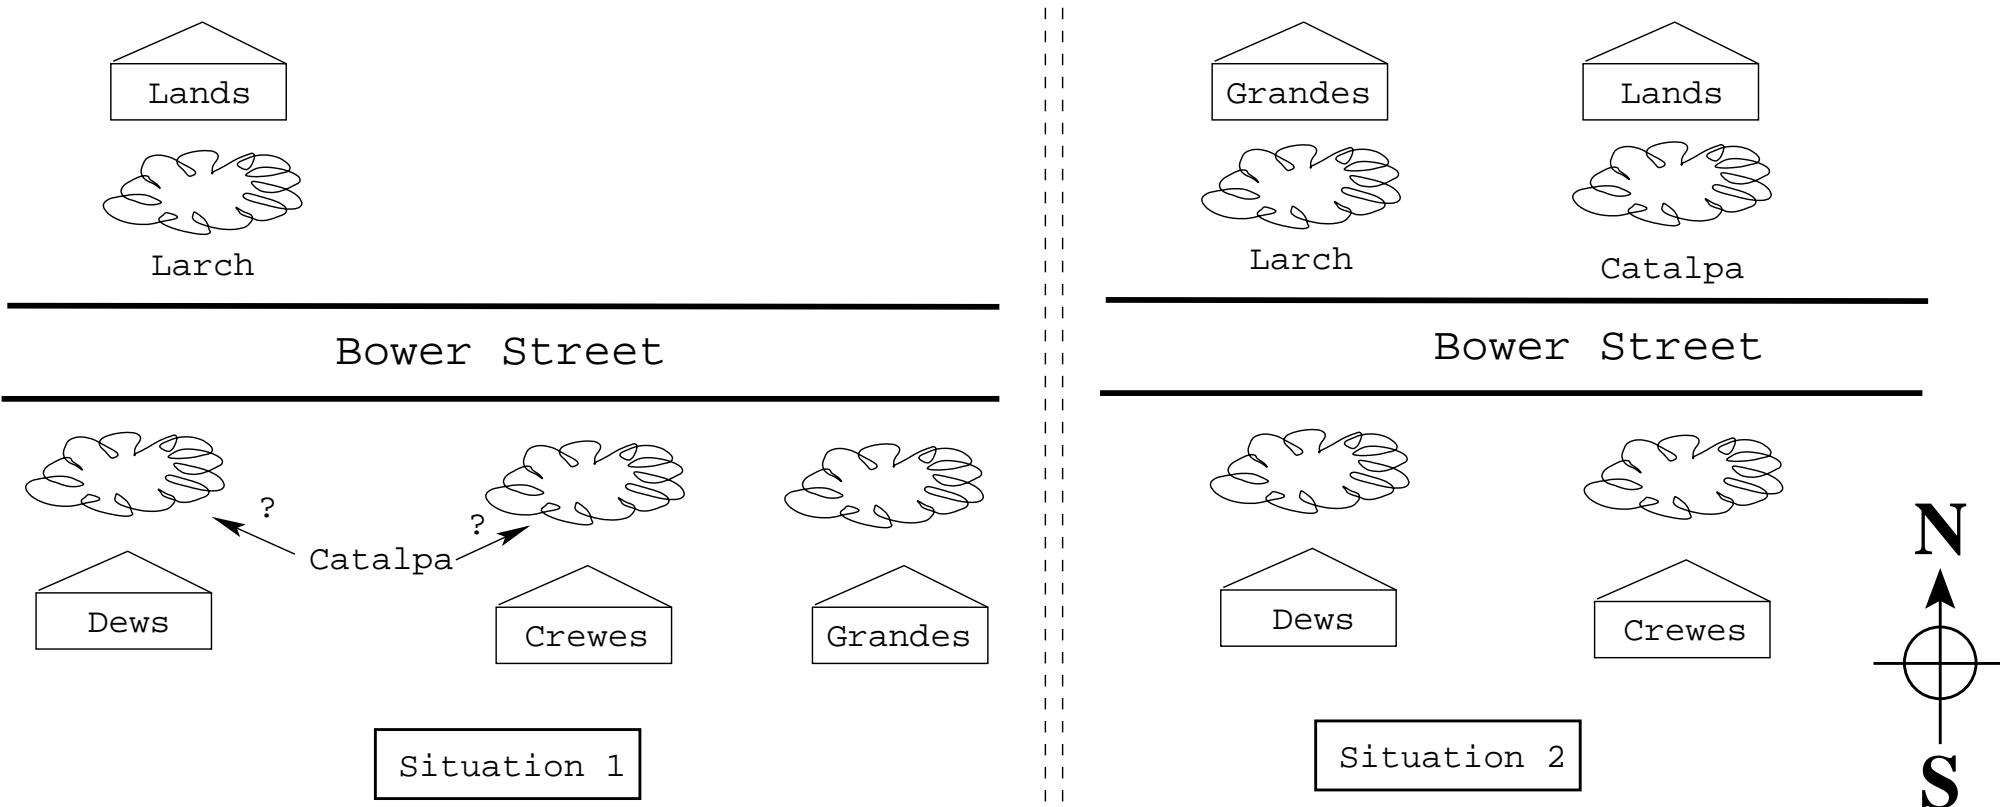 Lands
Larch
Bower Street
?
?
Catalpa
Dews
Crewes
Grandes
Situation 1
Grandes
Lands
Larch
Catalpa
Bower Street
Dews
Crewes
Situation 2
N
S